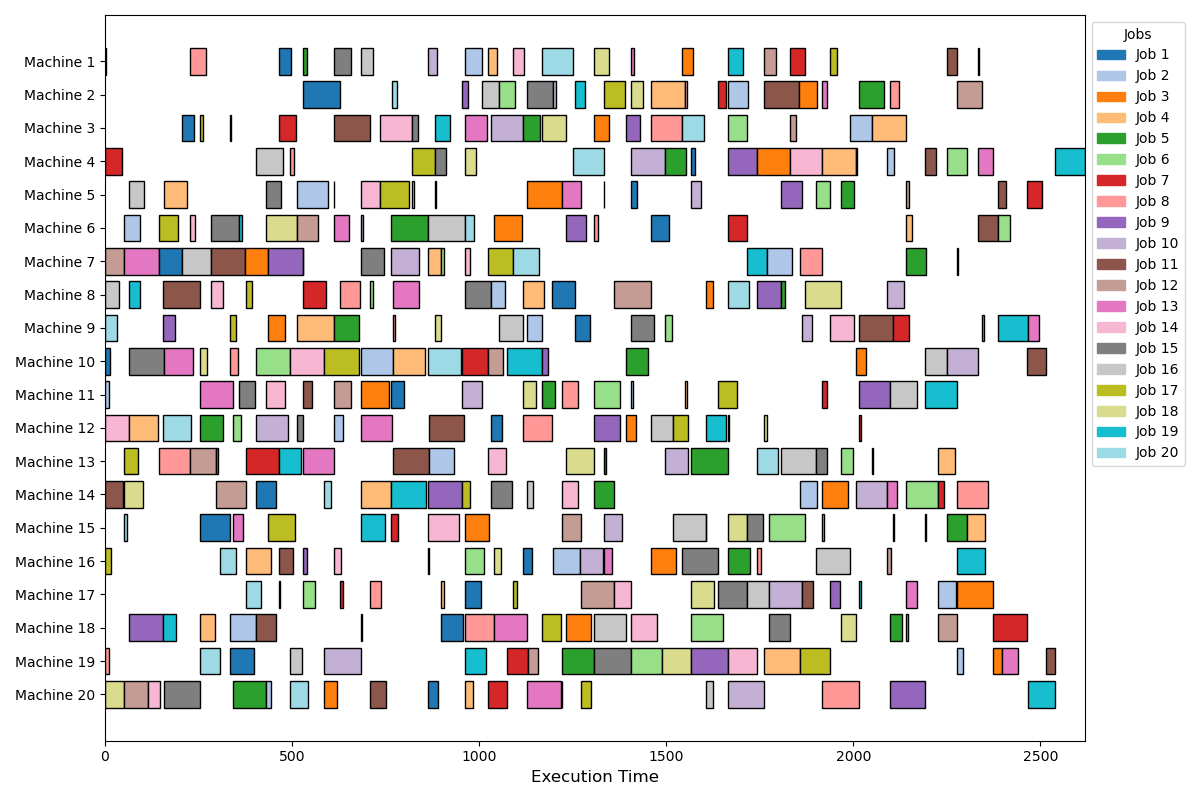 Machine 1
Machine 2
Machine 3
Machine 4
Machine 5
Machine 6
Machine 7
Machine 8
Machine 9
Machine 10
Machine 11
Machine 12
Machine 13
Machine 14
Machine 15
Machine 16
Machine 17
Machine 18
Machine 19
Machine 20
0 500 1000 1500 2000 2500
Execution Time
Jobs
Job 1
Job 2
Job 3
Job 4
Job 5
Job 6
Job 7
Job 8
Job 9
Job 10
Job 11
Job 12
Job 13
Job 14
Job 15
Job 16
Job 17
Job 18
Job 19
Job 20